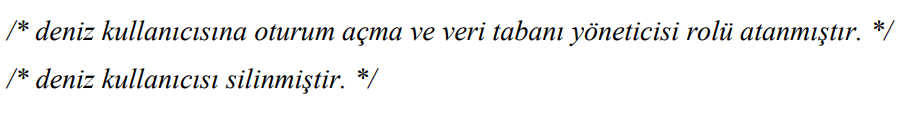 /* deniz kullanıcısına oturum açma ve veri tabanı yöneticisi rolü atanmıştır. */
/* deniz kullanıcısı silinmiştir. */